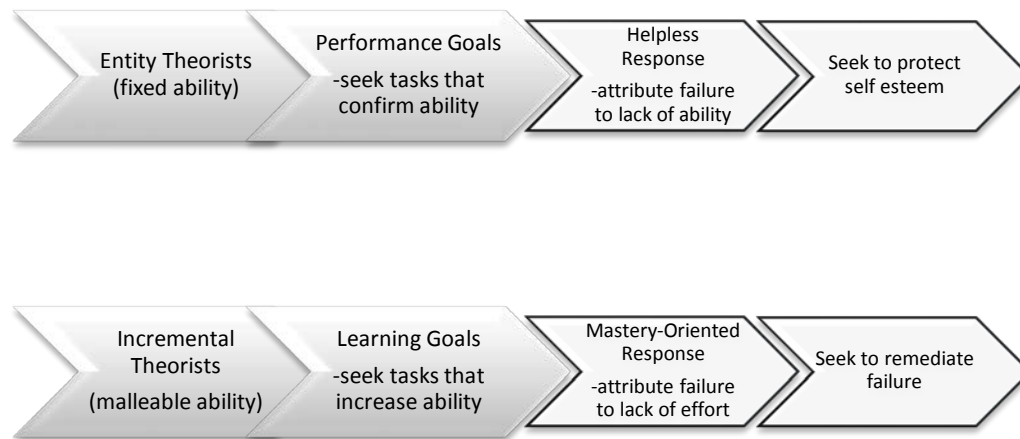 Entity Theorists
(fixed ability)
Performance Goals
-seek tasks that
confirm ability
Helpless
Response
-attribute failure
to lack of ability
Seek to protect
self esteem
Incremental
Theorists
(malleable ability)
Learning Goals
-seek tasks that
increase ability
Mastery-Oriented
Response
-attribute failure
to lack of effort
Seek to remediate
failure